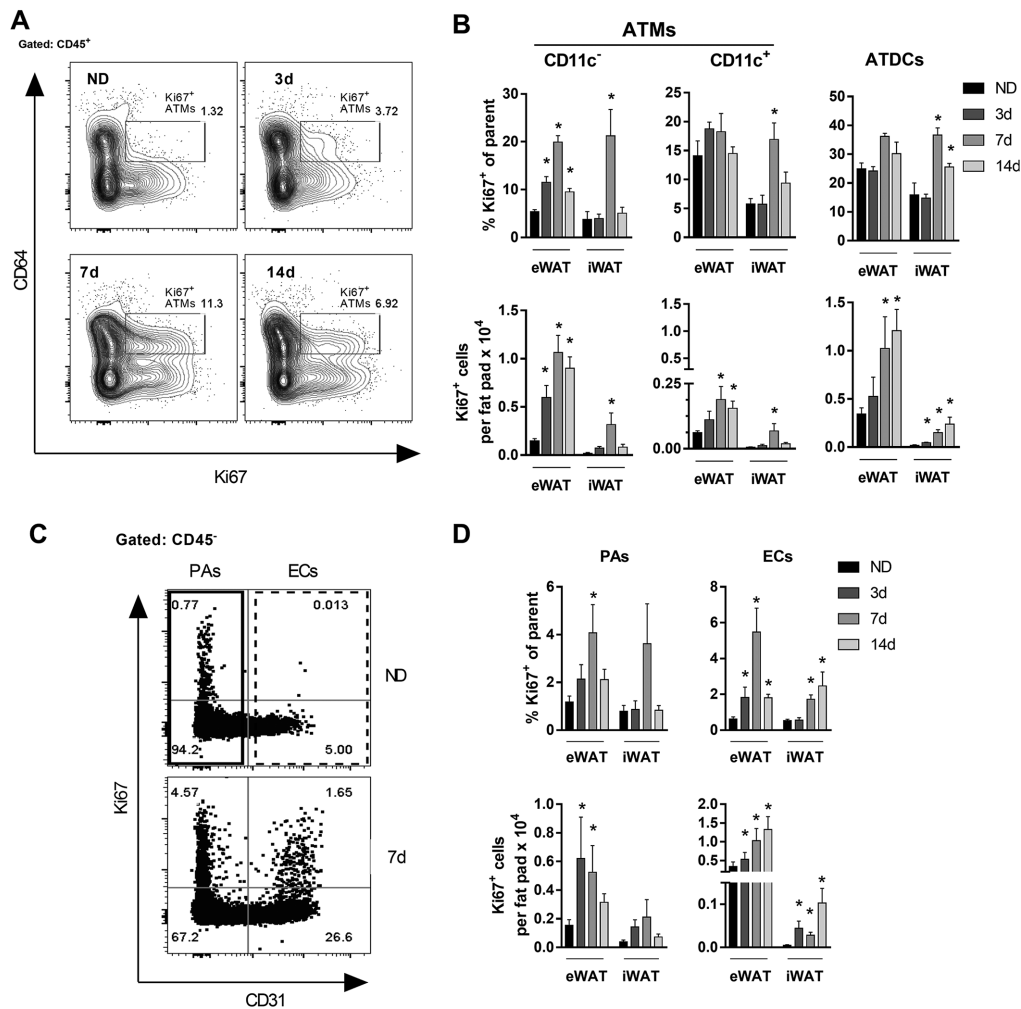 A
Gated: CD45+
ND
Ki67+
ATMs 1.32
3d
Ki67+
ATMs 3.72
7d
Ki67+
ATMs 11.3
14d
Ki67+
ATMs 6.92
CD64
Ki67
B
ATMs
CD11c-
CD11c+
ATDCs
ND
3d
7d
14d
% Ki67+ of parent
30
20
10
0
* * * * *
eWAT iWAT
25
20
15
10
5
0
*
eWAT iWAT
50
40
30
20
10
0
* *
eWAT iWAT
Ki67+ cells
per fat pad x 10^4
1.5
1.0
0.5
0.0
* * * *
eWAT iWAT
1.5
1.0
0.5
0.25
0.00
* * *
eWAT iWAT
1.5
1.0
0.5
0.0
* * * * *
eWAT iWAT
C
Gated: CD45-
PAs ECs
0.77 0.013
94.2 5.00
ND
4.57 1.65
67.2 26.6
7d
Ki67
CD31
D
PAs
ECs
ND
3d
7d
14d
% Ki67+ of parent
6
4
2
0
*
eWAT iWAT
8
6
4
2
0
* * * * *
eWAT iWAT
Ki67+ cells
per fat pad x 10^4
1.0
0.8
0.6
0.4
0.2
0.0
* *
eWAT iWAT
2.0
1.5
1.0
0.5
0.1
0.0
* * * * * *
eWAT iWAT